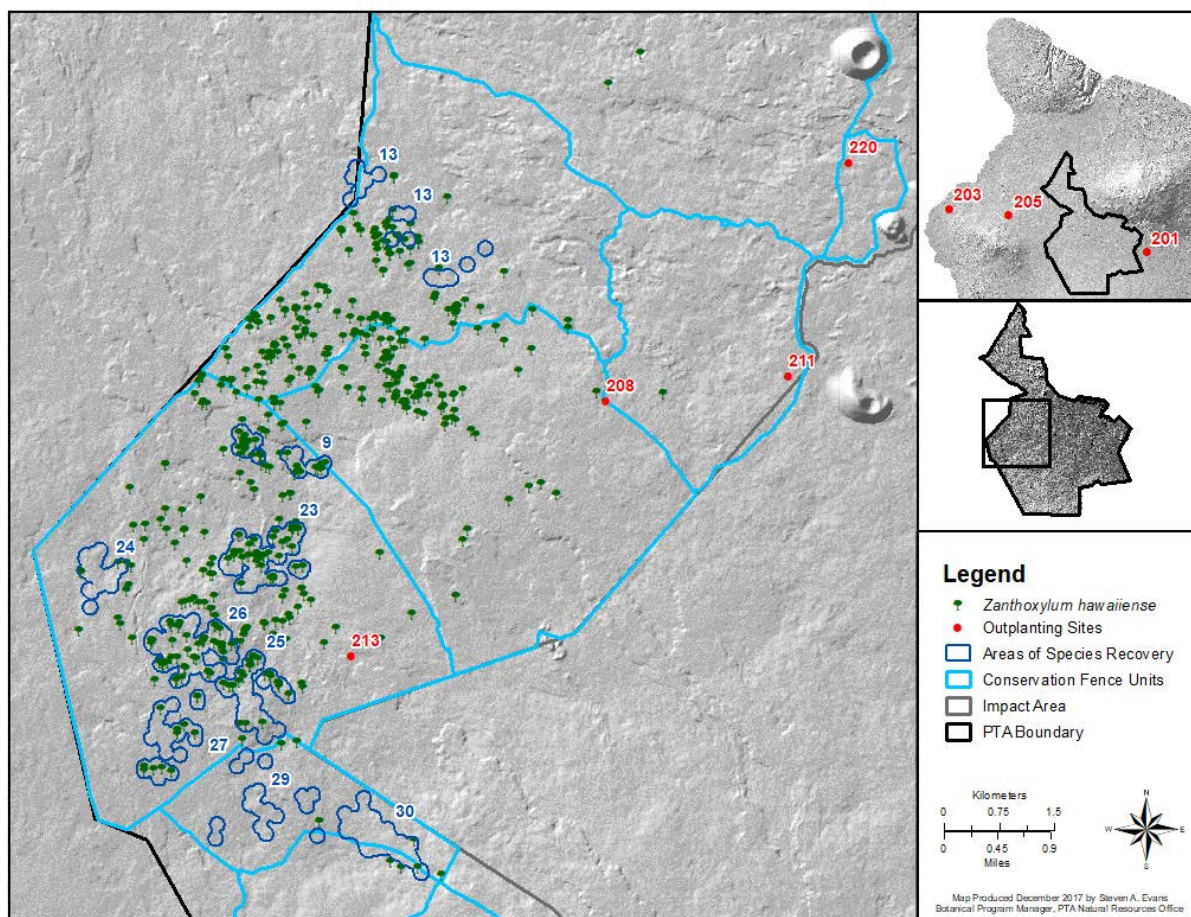 13
220
13
203
205
13
201
211
208
9
23
24
26
25
213
27
29
30
Legend
Zanthoxylum hawaiiense
Outplanting Sites
Areas of Species Recovery
Conservation Fence Units
Impact Area
PTA Boundary
Kilometers
0 0.75 1.5
0 0.45 0.9
Miles
N
W E
S
Map Produced December 2017 by Steven A. Evans
Botanical Program Manager, PTA Natural Resources Office